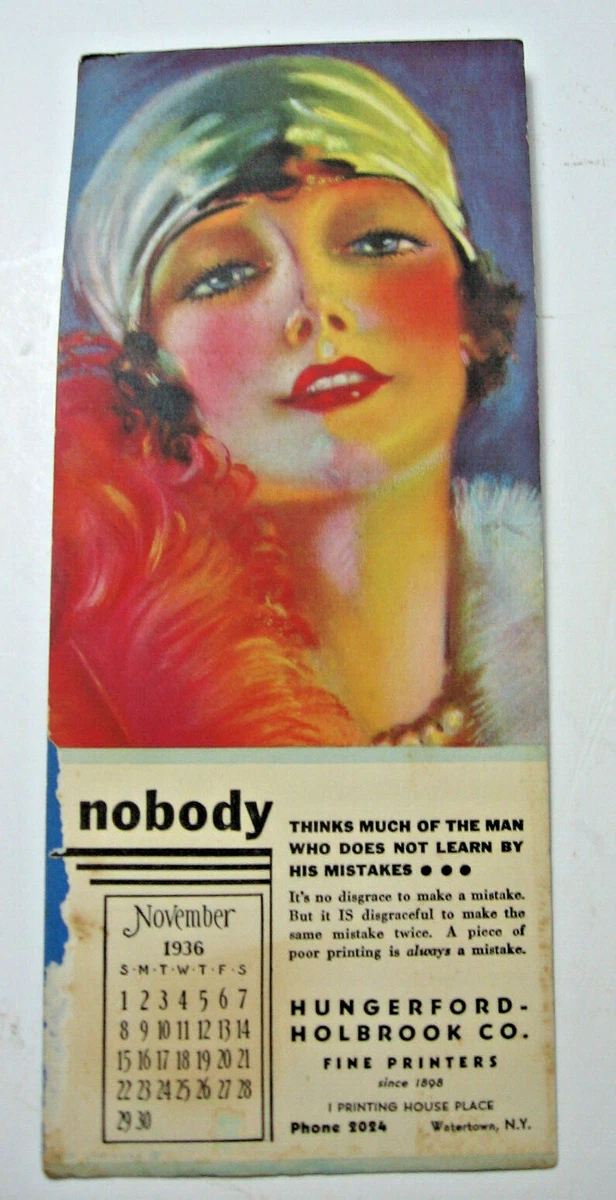 nobody
THINKS MUCH OF THE MAN
WHO DOES NOT LEARN BY
HIS MISTAKES ● ● ●
It's no disgrace to make a mistake.
But it IS disgraceful to make the
same mistake twice. A piece of
poor printing is always a mistake.
November
1936
S·M·T·W·T·F·S
1 2 3 4 5 6 7
8 9 10 11 12 13 14
15 16 17 18 19 20 21
22 23 24 25 26 27 28
29 30
HUNGERFORD-
HOLBROOK CO.
FINE PRINTERS
since 1898
1 PRINTING HOUSE PLACE
Phone 2024 Watertown, N.Y.